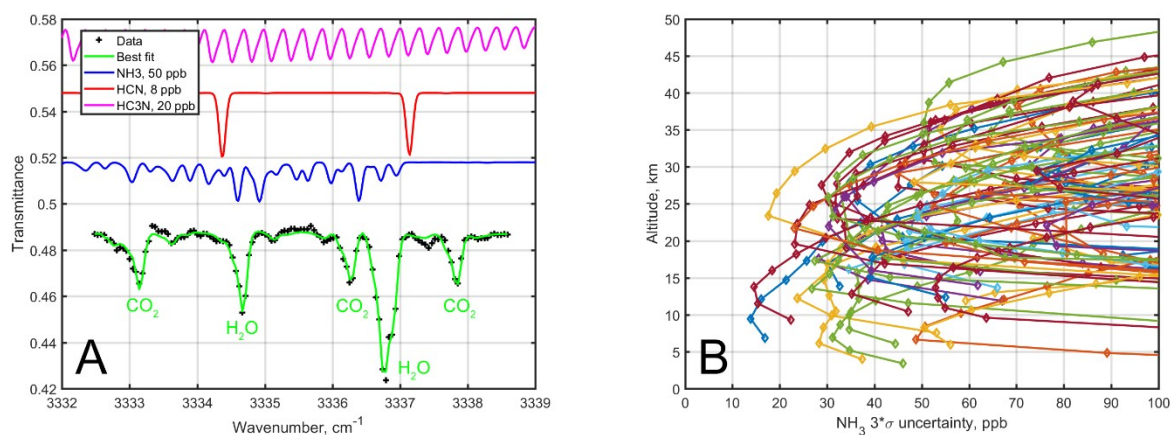 0.58
0.56
0.54
0.52
0.5
0.48
0.46
0.44
0.42
Transmittance
Data
Best fit
NH3, 50 ppb
HCN, 8 ppb
HC3N, 20 ppb
CO2
H2O
CO2
CO2
H2O
A
3332 3333 3334 3335 3336 3337 3338 3339
Wavenumber, cm-1
50
45
40
35
30
25
20
15
10
5
0
Altitude, km
B
0 10 20 30 40 50 60 70 80 90 100
NH3 3*σ uncertainty, ppb